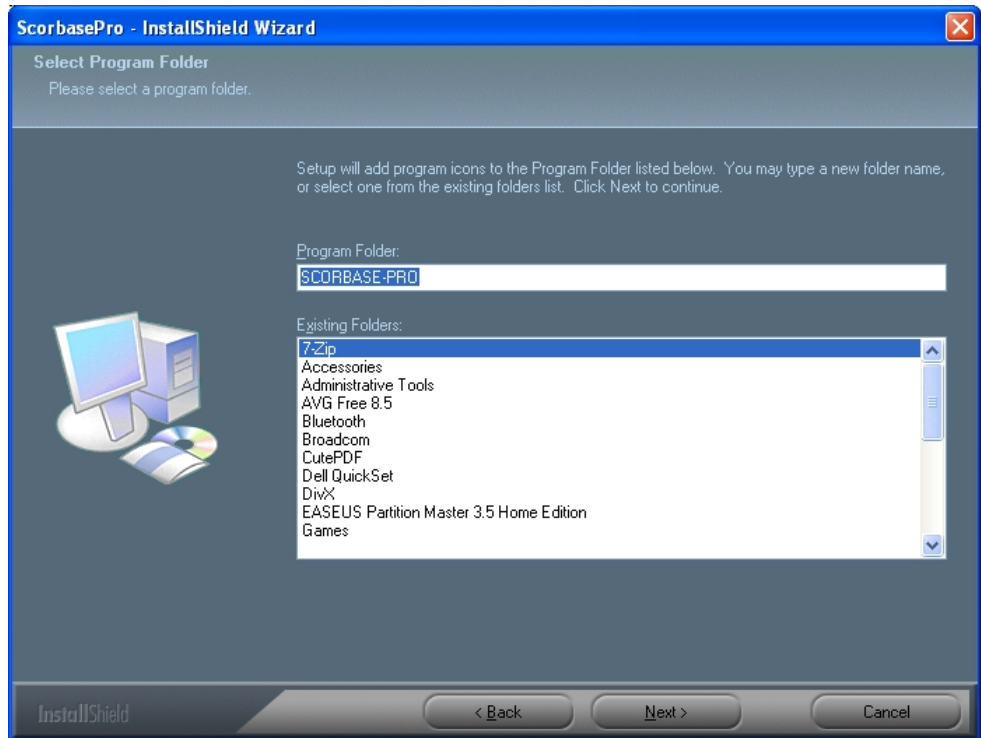 ScorbasePro - InstallShield Wizard
Select Program Folder
Please select a program folder.
Setup will add program icons to the Program Folder listed below. You may type a new folder name,
or select one from the existing folders list. Click Next to continue.
Program Folder:
SCORBASE-PRO
Existing Folders:
7-Zip
Accessories
Administrative Tools
AVG Free 8.5
Bluetooth
Broadcom
CutePDF
Dell QuickSet
DivX
EASEUS Partition Master 3.5 Home Edition
Games
InstallShield
< Back
Next >
Cancel